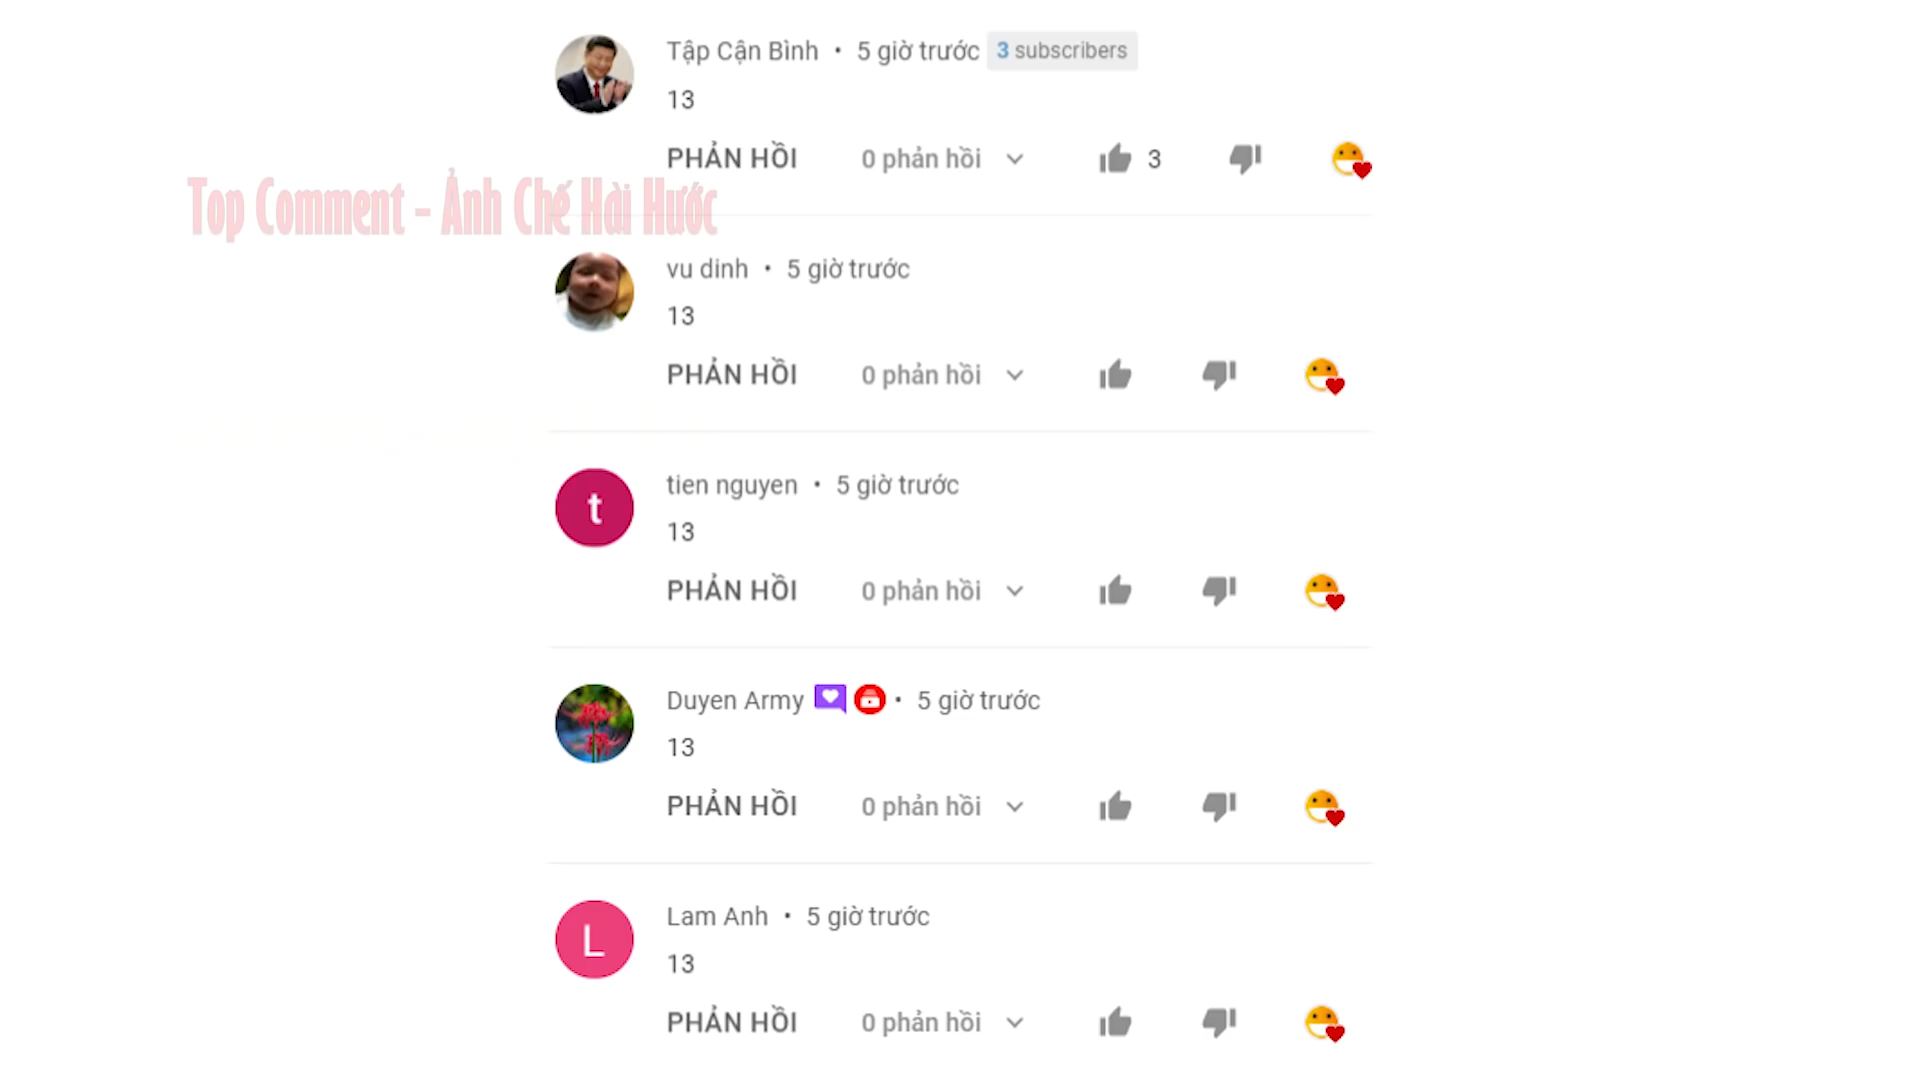 Tập Cận Bình • 5 giờ trước 3 subscribers
13
PHẢN HỒI 0 phản hồi 3
Top Comment - Ảnh Chế Hài Hước
vu dinh • 5 giờ trước
13
PHẢN HỒI 0 phản hồi
t
tien nguyen • 5 giờ trước
13
PHẢN HỒI 0 phản hồi
Duyen Army • 5 giờ trước
13
PHẢN HỒI 0 phản hồi
L
Lam Anh • 5 giờ trước
13
PHẢN HỒI 0 phản hồi